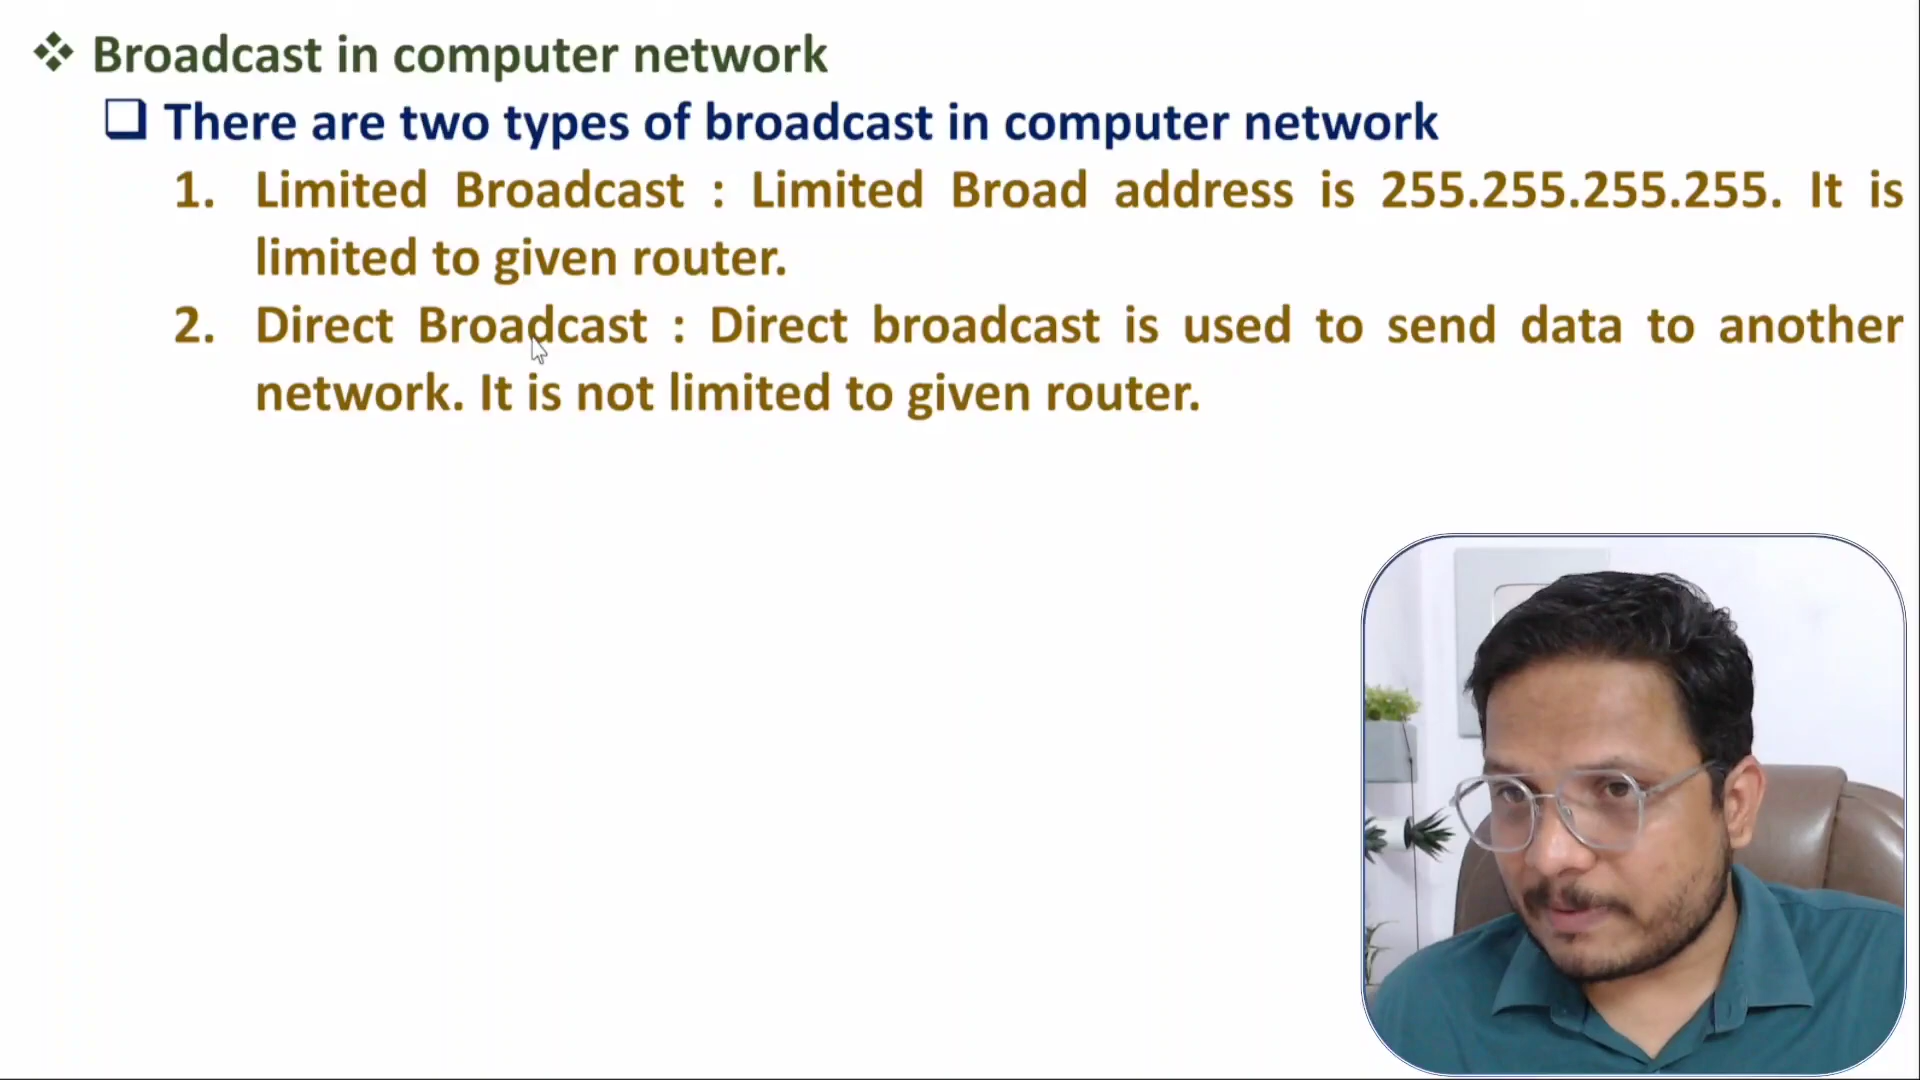 Broadcast in computer network
There are two types of broadcast in computer network
1. Limited Broadcast : Limited Broad address is 255.255.255.255. It is
limited to given router.
2. Direct Broadcast : Direct broadcast is used to send data to another
network. It is not limited to given router.